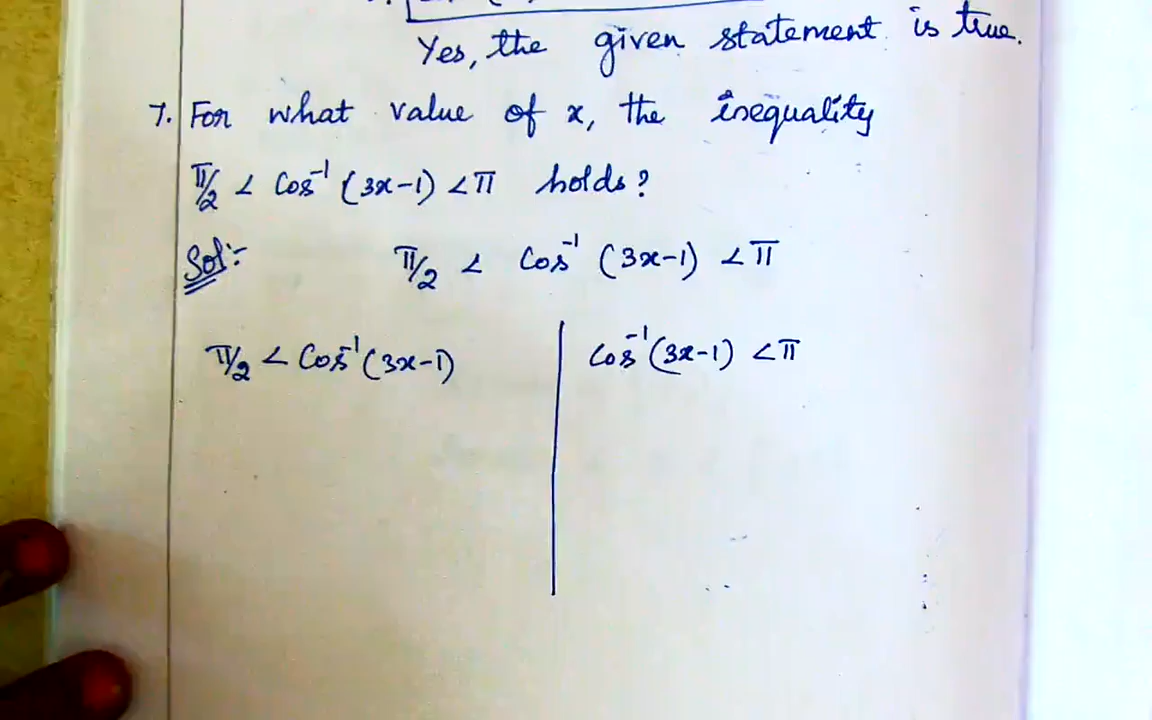 Yes, the given statement is true.
7. For what value of x, the inequality
π/2 < Cos⁻¹ (3x-1) < π holds?
Sol:- π/2 < Cos⁻¹ (3x-1) < π
π/2 < Cos⁻¹(3x-1)
Cos⁻¹(3x-1) < π